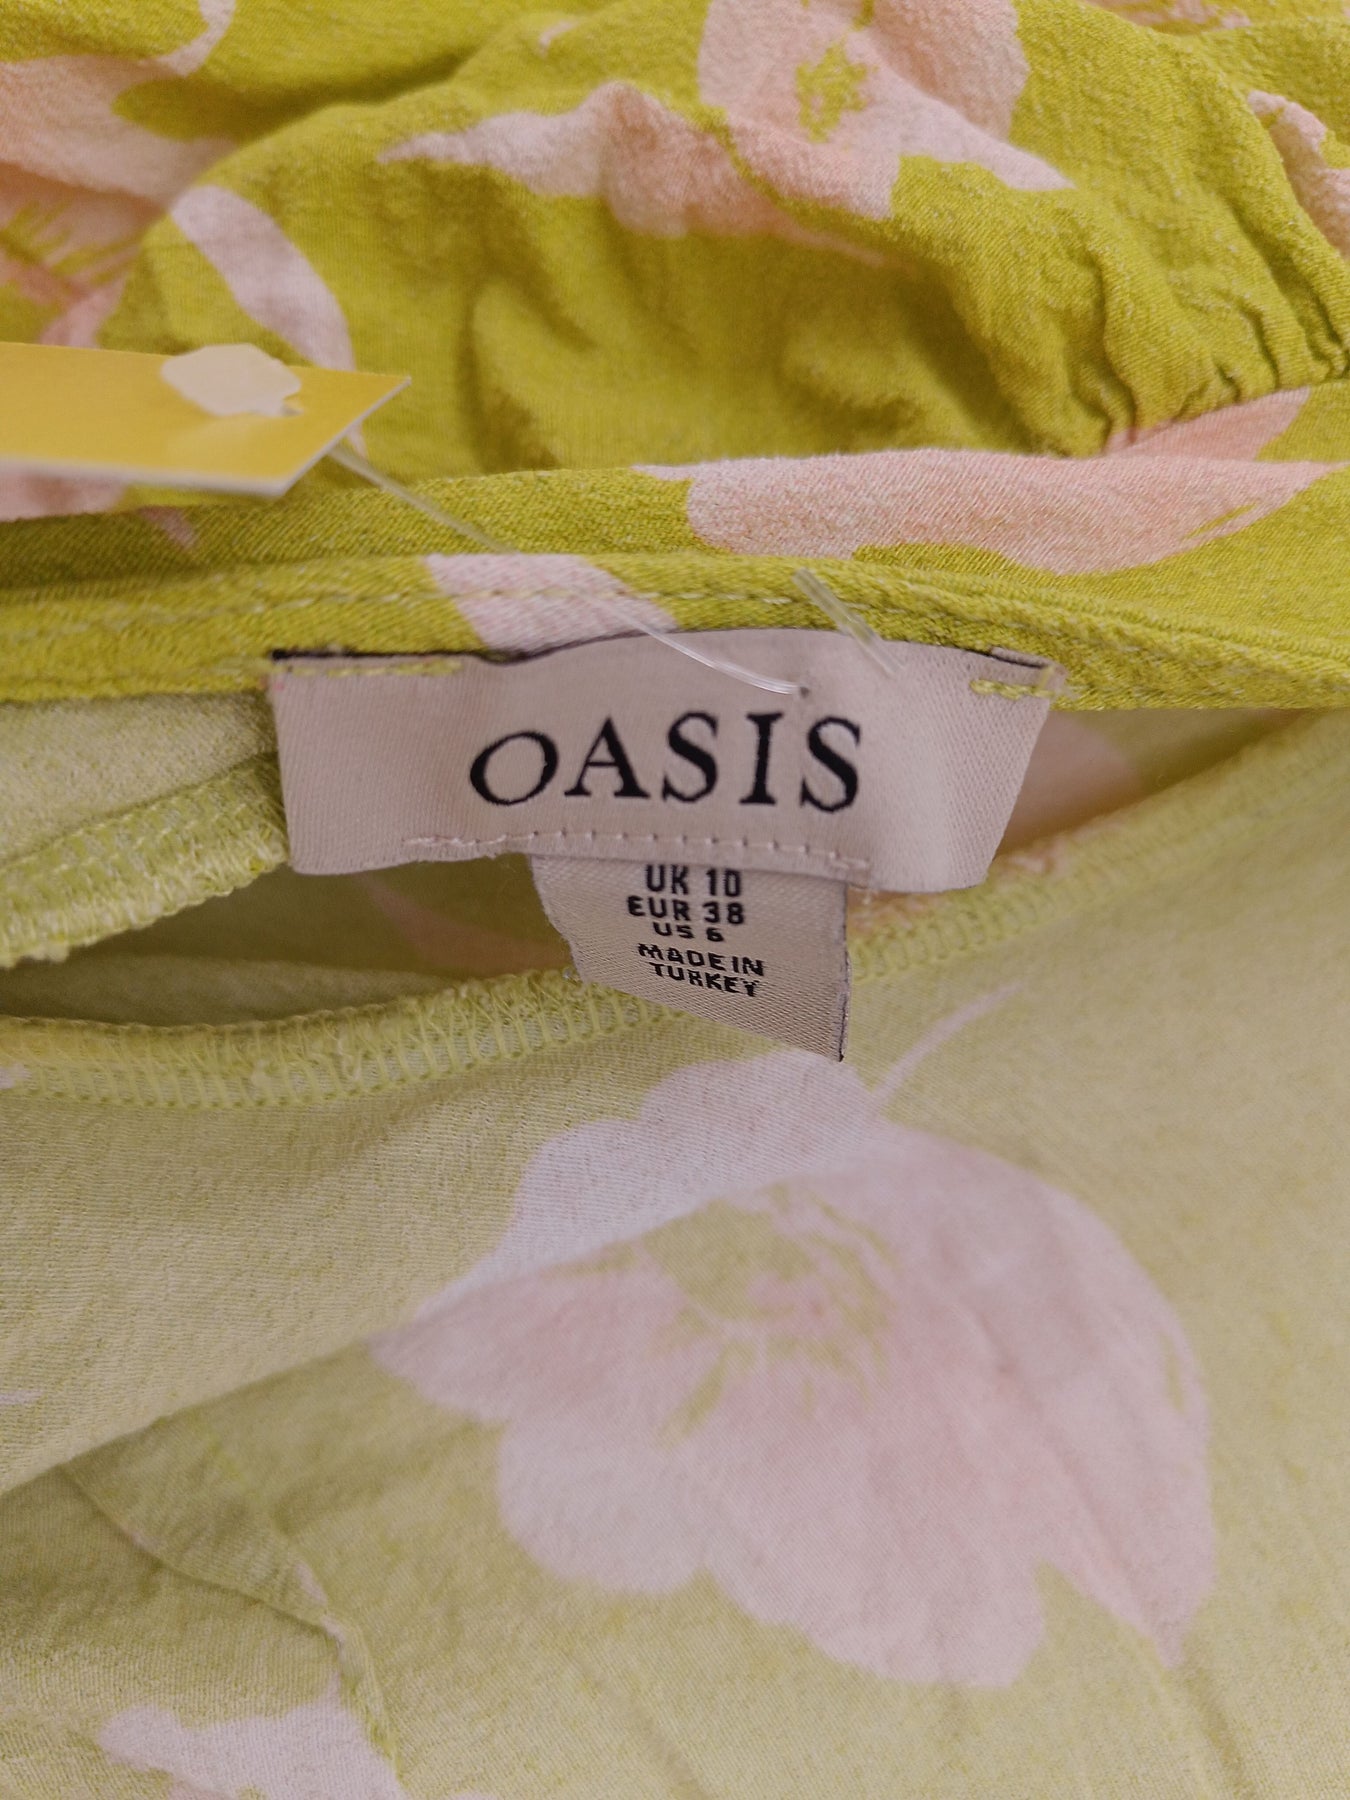 OASIS
UK 10
EUR 38
US 6
MADE IN
TURKEY